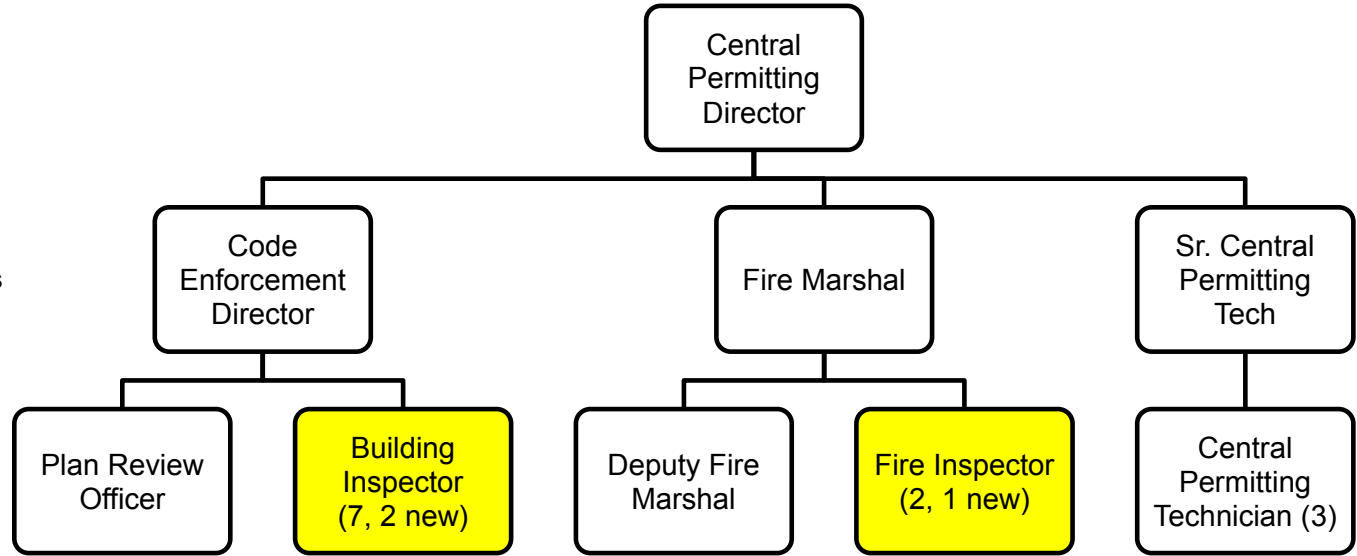 Central
Permitting
Director
Code
Enforcement
Director
Fire Marshal
Sr. Central
Permitting
Tech
s
Plan Review
Officer
Building
Inspector
(7, 2 new)
Deputy Fire
Marshal
Fire Inspector
(2, 1 new)
Central
Permitting
Technician (3)